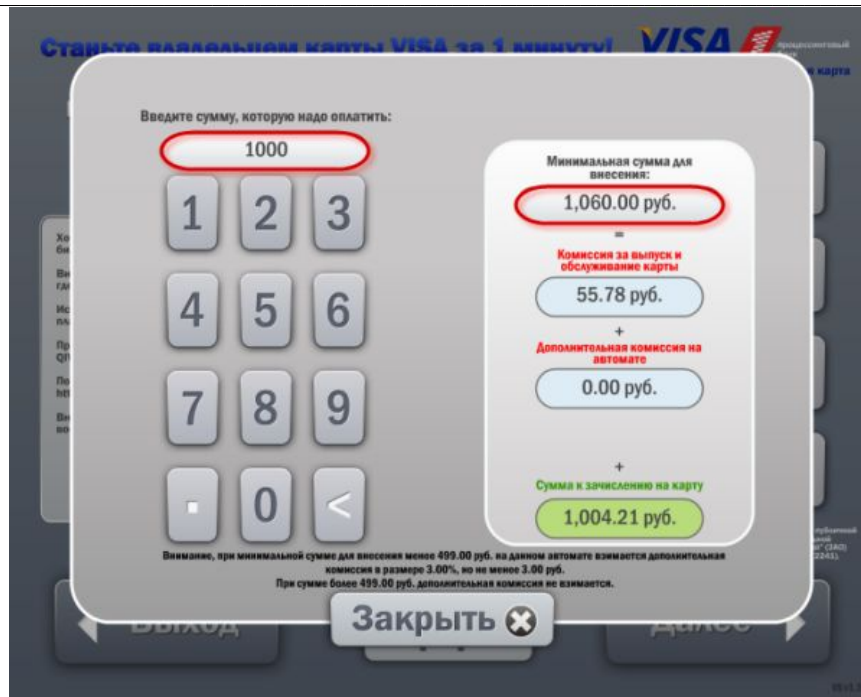 Станьте владельцем карты VISA за 1 минуту!
VISA
процессинговый
карта
Введите сумму, которую надо оплатить:
1000
1 2 3
4 5 6
7 8 9
. 0 <
Минимальная сумма для
внесения:
1,060.00 руб.
=
Комиссия за выпуск и
обслуживание карты
55.78 руб.
+
Дополнительная комиссия на
автомате
0.00 руб.
+
Сумма к зачислению на карту
1,004.21 руб.
Внимание, при минимальной сумме для внесения менее 499.00 руб. на данном автомате взимается дополнительная
комиссия в размере 3.00%, но не менее 3.00 руб.
При сумме более 499.00 руб. дополнительная комиссия не взимается.
Закрыть
Выход
Далее